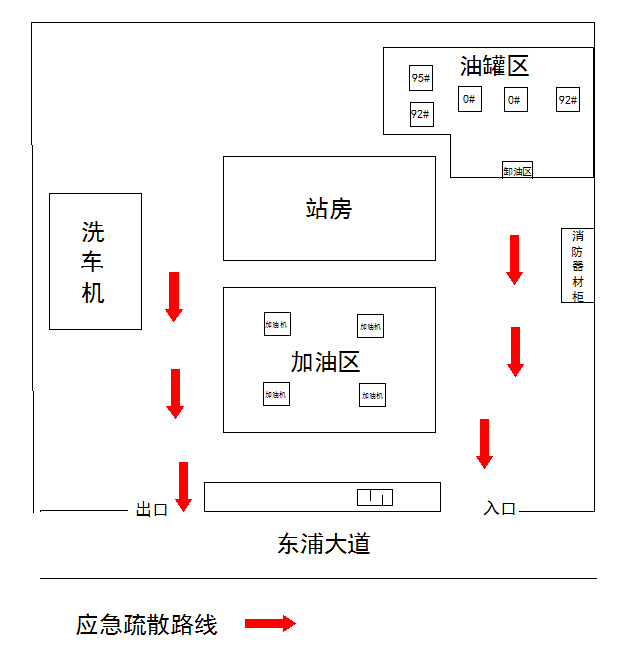 油罐区
95#
0#
0#
92#
92#
卸油区
站房
洗车机
消防器材柜
加油机
加油机
加油区
加油机
加油机
出口
入口
东浦大道
应急疏散路线